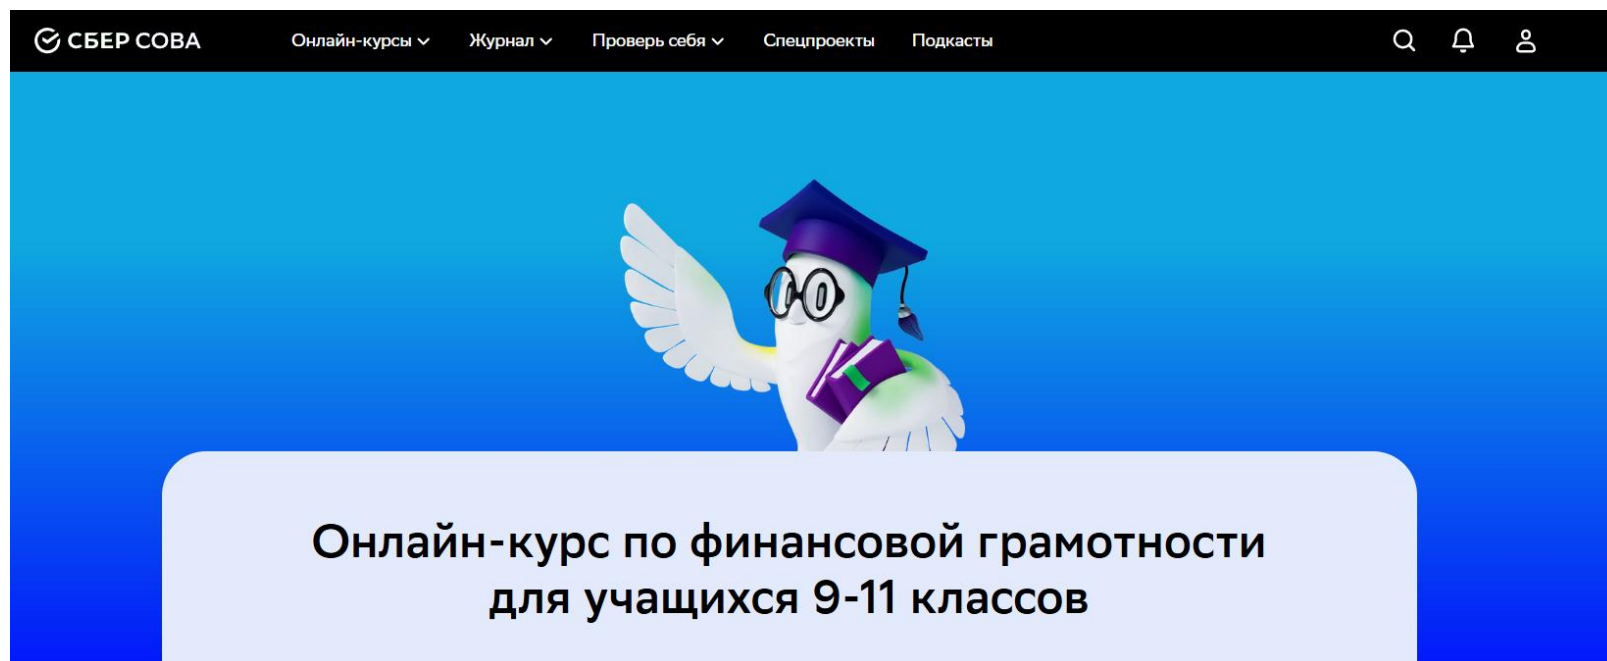 СБЕР СОВА
Онлайн-курсы
Журнал
Проверь себя
Спецпроекты
Подкасты
Онлайн-курс по финансовой грамотности
для учащихся 9-11 классов